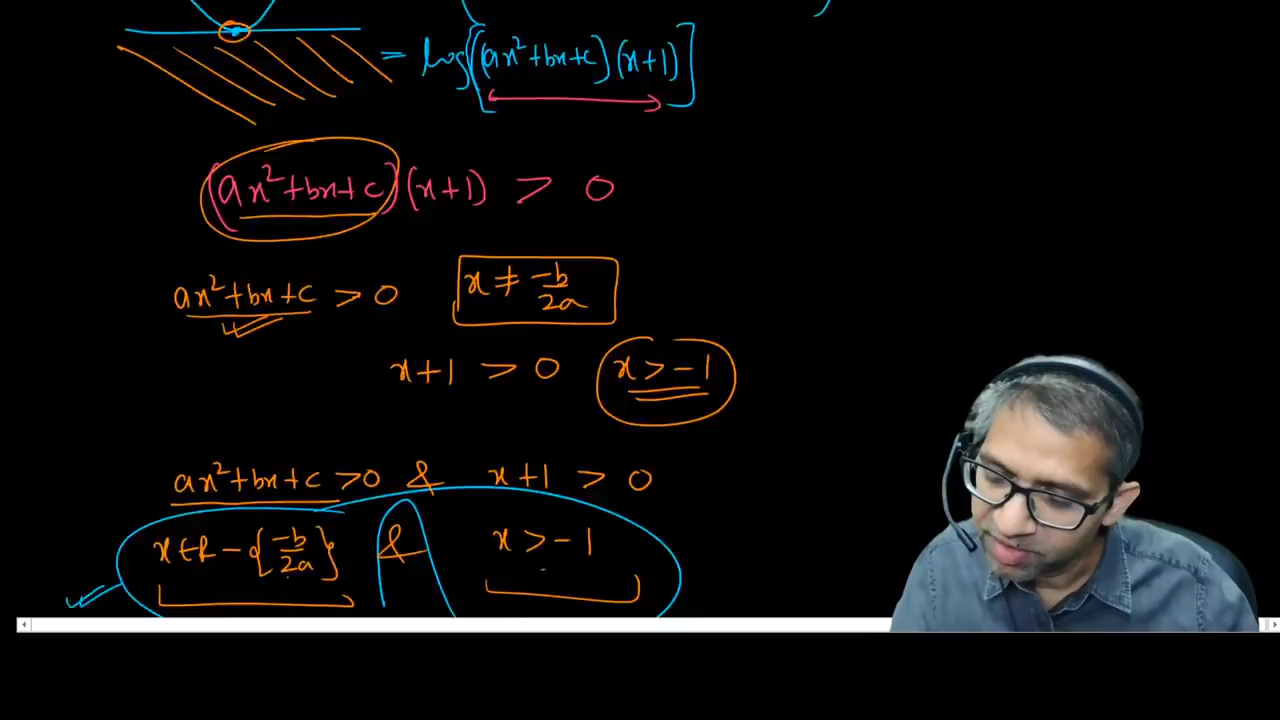 = log[(ax²+bx+c)(x+1)]
(ax²+bx+c)(x+1) > 0
ax²+bx+c > 0 x ≠ -b/2a
x+1 > 0 x > -1
ax²+bx+c >0 & x+1 > 0
x ∈ R - {-b/2a} & x > -1